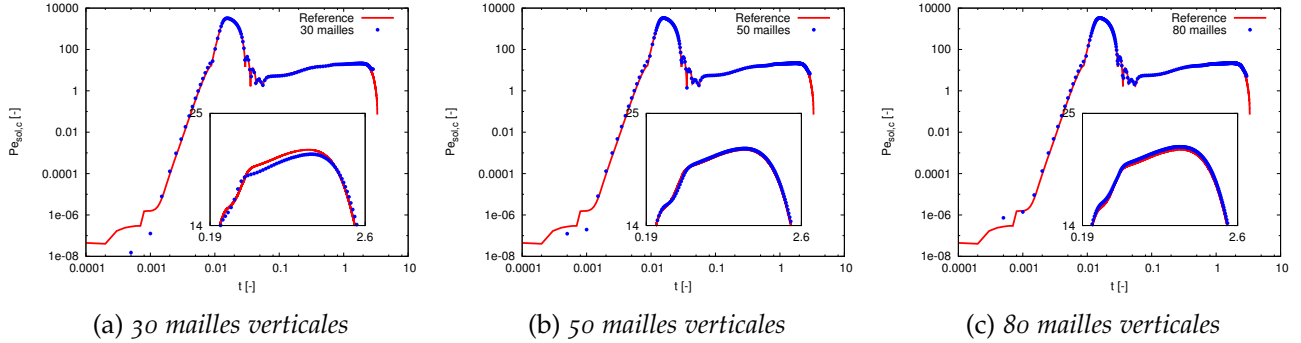 10000
100
1
0.01
0.0001
1e-06
1e-08
Pe_sol,c [-]
Reference
30 mailles
25
14
0.19
2.6
0.0001
0.001
0.01
0.1
1
10
t [-]
(a) 30 mailles verticales
10000
100
1
0.01
0.0001
1e-06
1e-08
Pe_sol,c [-]
Reference
50 mailles
25
14
0.19
2.6
0.0001
0.001
0.01
0.1
1
10
t [-]
(b) 50 mailles verticales
10000
100
1
0.01
0.0001
1e-06
1e-08
Pe_sol,c [-]
Reference
80 mailles
25
14
0.19
2.6
0.0001
0.001
0.01
0.1
1
10
t [-]
(c) 80 mailles verticales